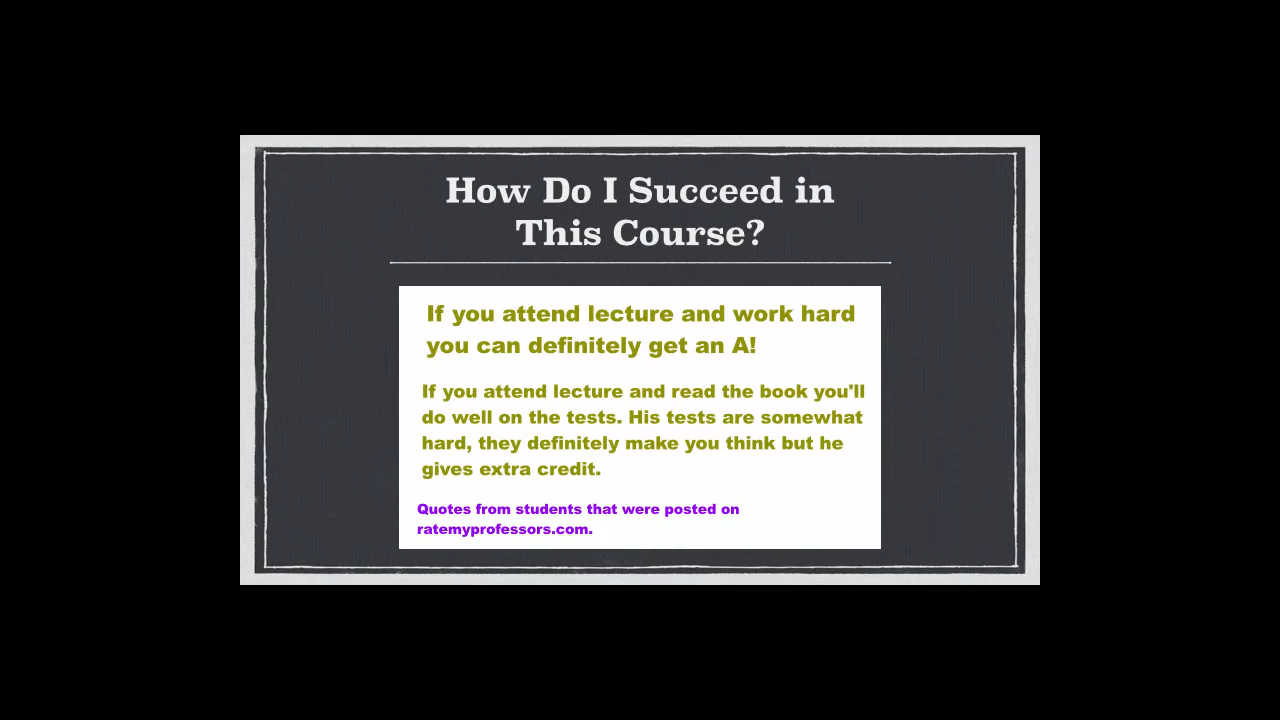 How Do I Succeed in
This Course?
If you attend lecture and work hard
you can definitely get an A!
If you attend lecture and read the book you'll
do well on the tests. His tests are somewhat
hard, they definitely make you think but he
gives extra credit.
Quotes from students that were posted on
ratemyprofessors.com.